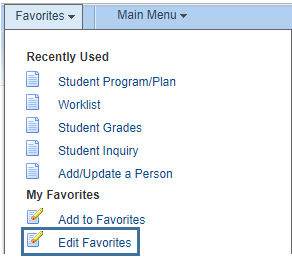 Favorites Main Menu
Recently Used
Student Program/Plan
Worklist
Student Grades
Student Inquiry
Add/Update a Person
My Favorites
Add to Favorites
Edit Favorites